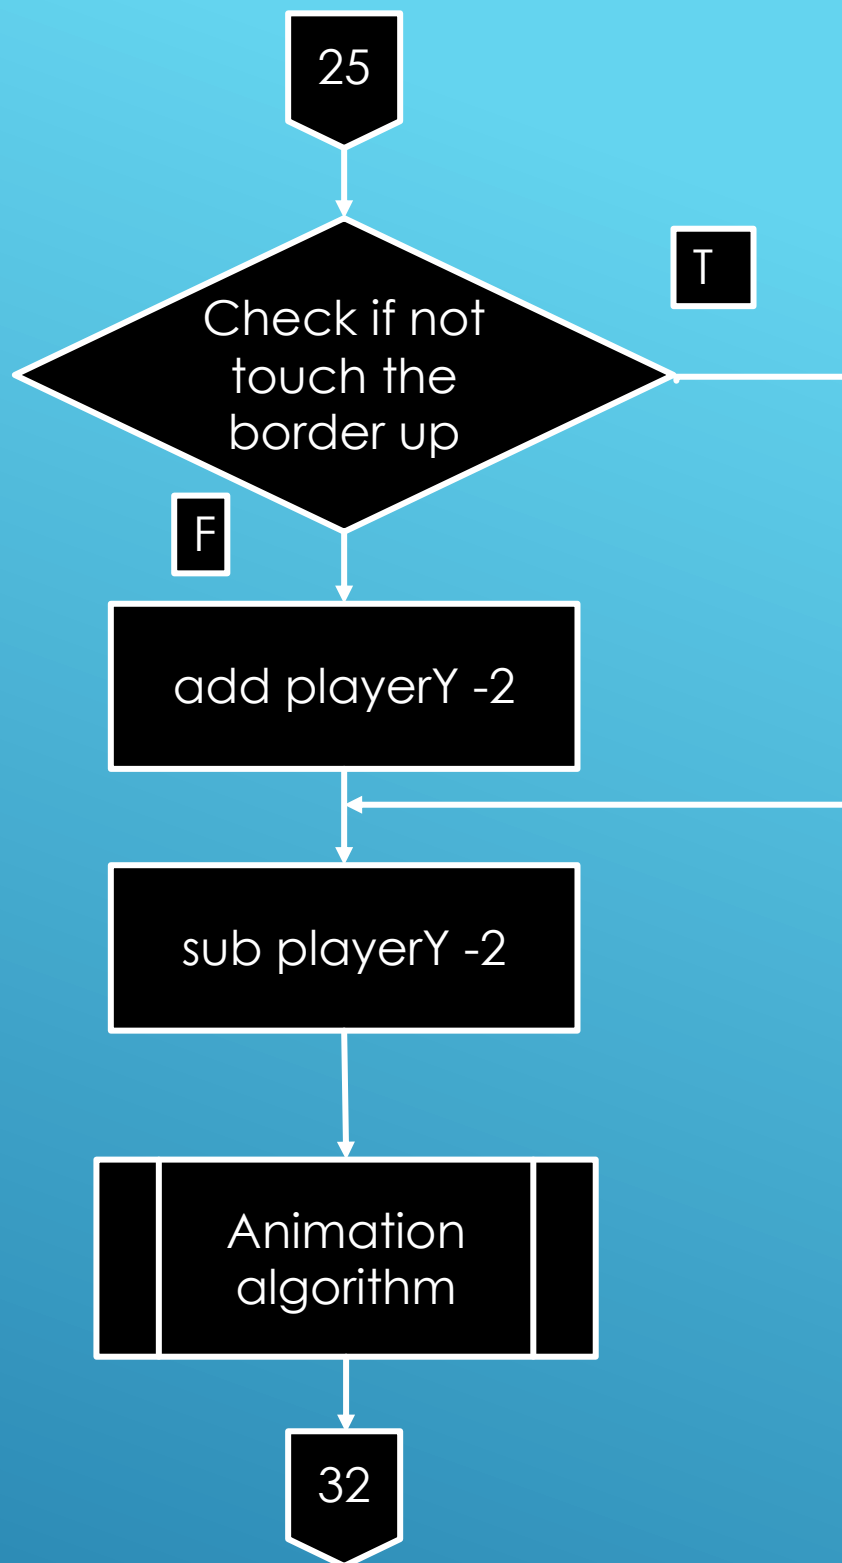 25
T
Check if not
touch the
border up
F
add playerY -2
sub playerY -2
Animation
algorithm
32